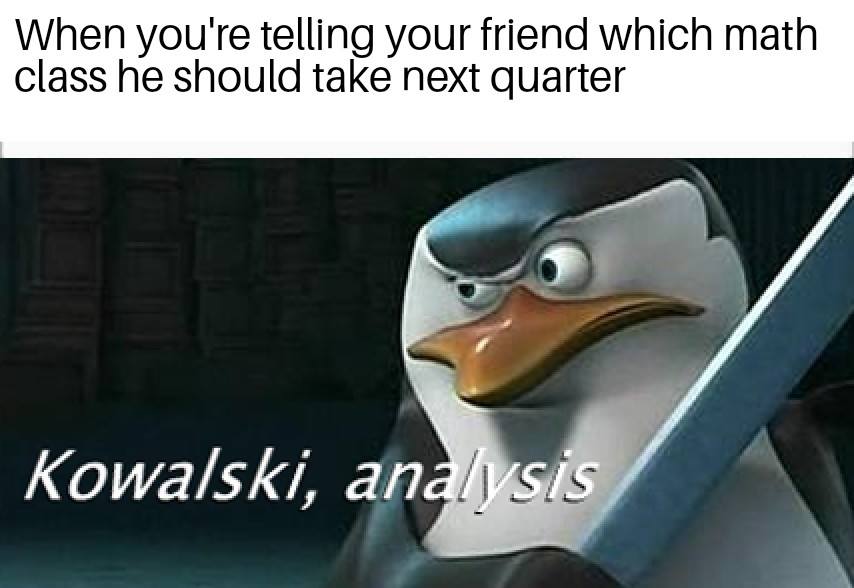 When you're telling your friend which math
class he should take next quarter
Kowalski, analysis